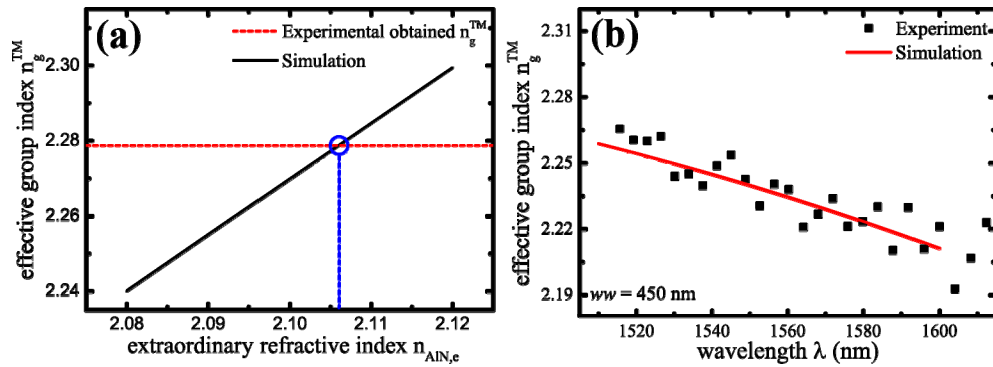 (a)
Experimental obtained n_g^TM
Simulation
effective group index n_g^TM
2.30
2.28
2.26
2.24
2.08
2.09
2.10
2.11
2.12
extraordinary refractive index n_AlN,e
(b)
Experiment
Simulation
effective group index n_g^TM
2.31
2.28
2.25
2.22
2.19
ww = 450 nm
1520
1540
1560
1580
1600
wavelength λ (nm)